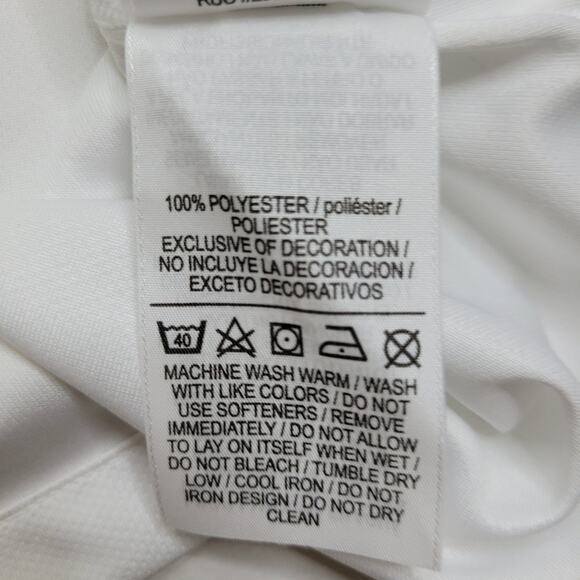 100% POLYESTER / poliéster /
POLIESTER
EXCLUSIVE OF DECORATION /
NO INCLUYE LA DECORACION /
EXCETO DECORATIVOS
40
MACHINE WASH WARM / WASH
WITH LIKE COLORS / DO NOT
USE SOFTENERS / REMOVE
IMMEDIATELY / DO NOT ALLOW
TO LAY ON ITSELF WHEN WET /
DO NOT BLEACH / TUMBLE DRY
LOW / COOL IRON / DO NOT
IRON DESIGN / DO NOT DRY
CLEAN